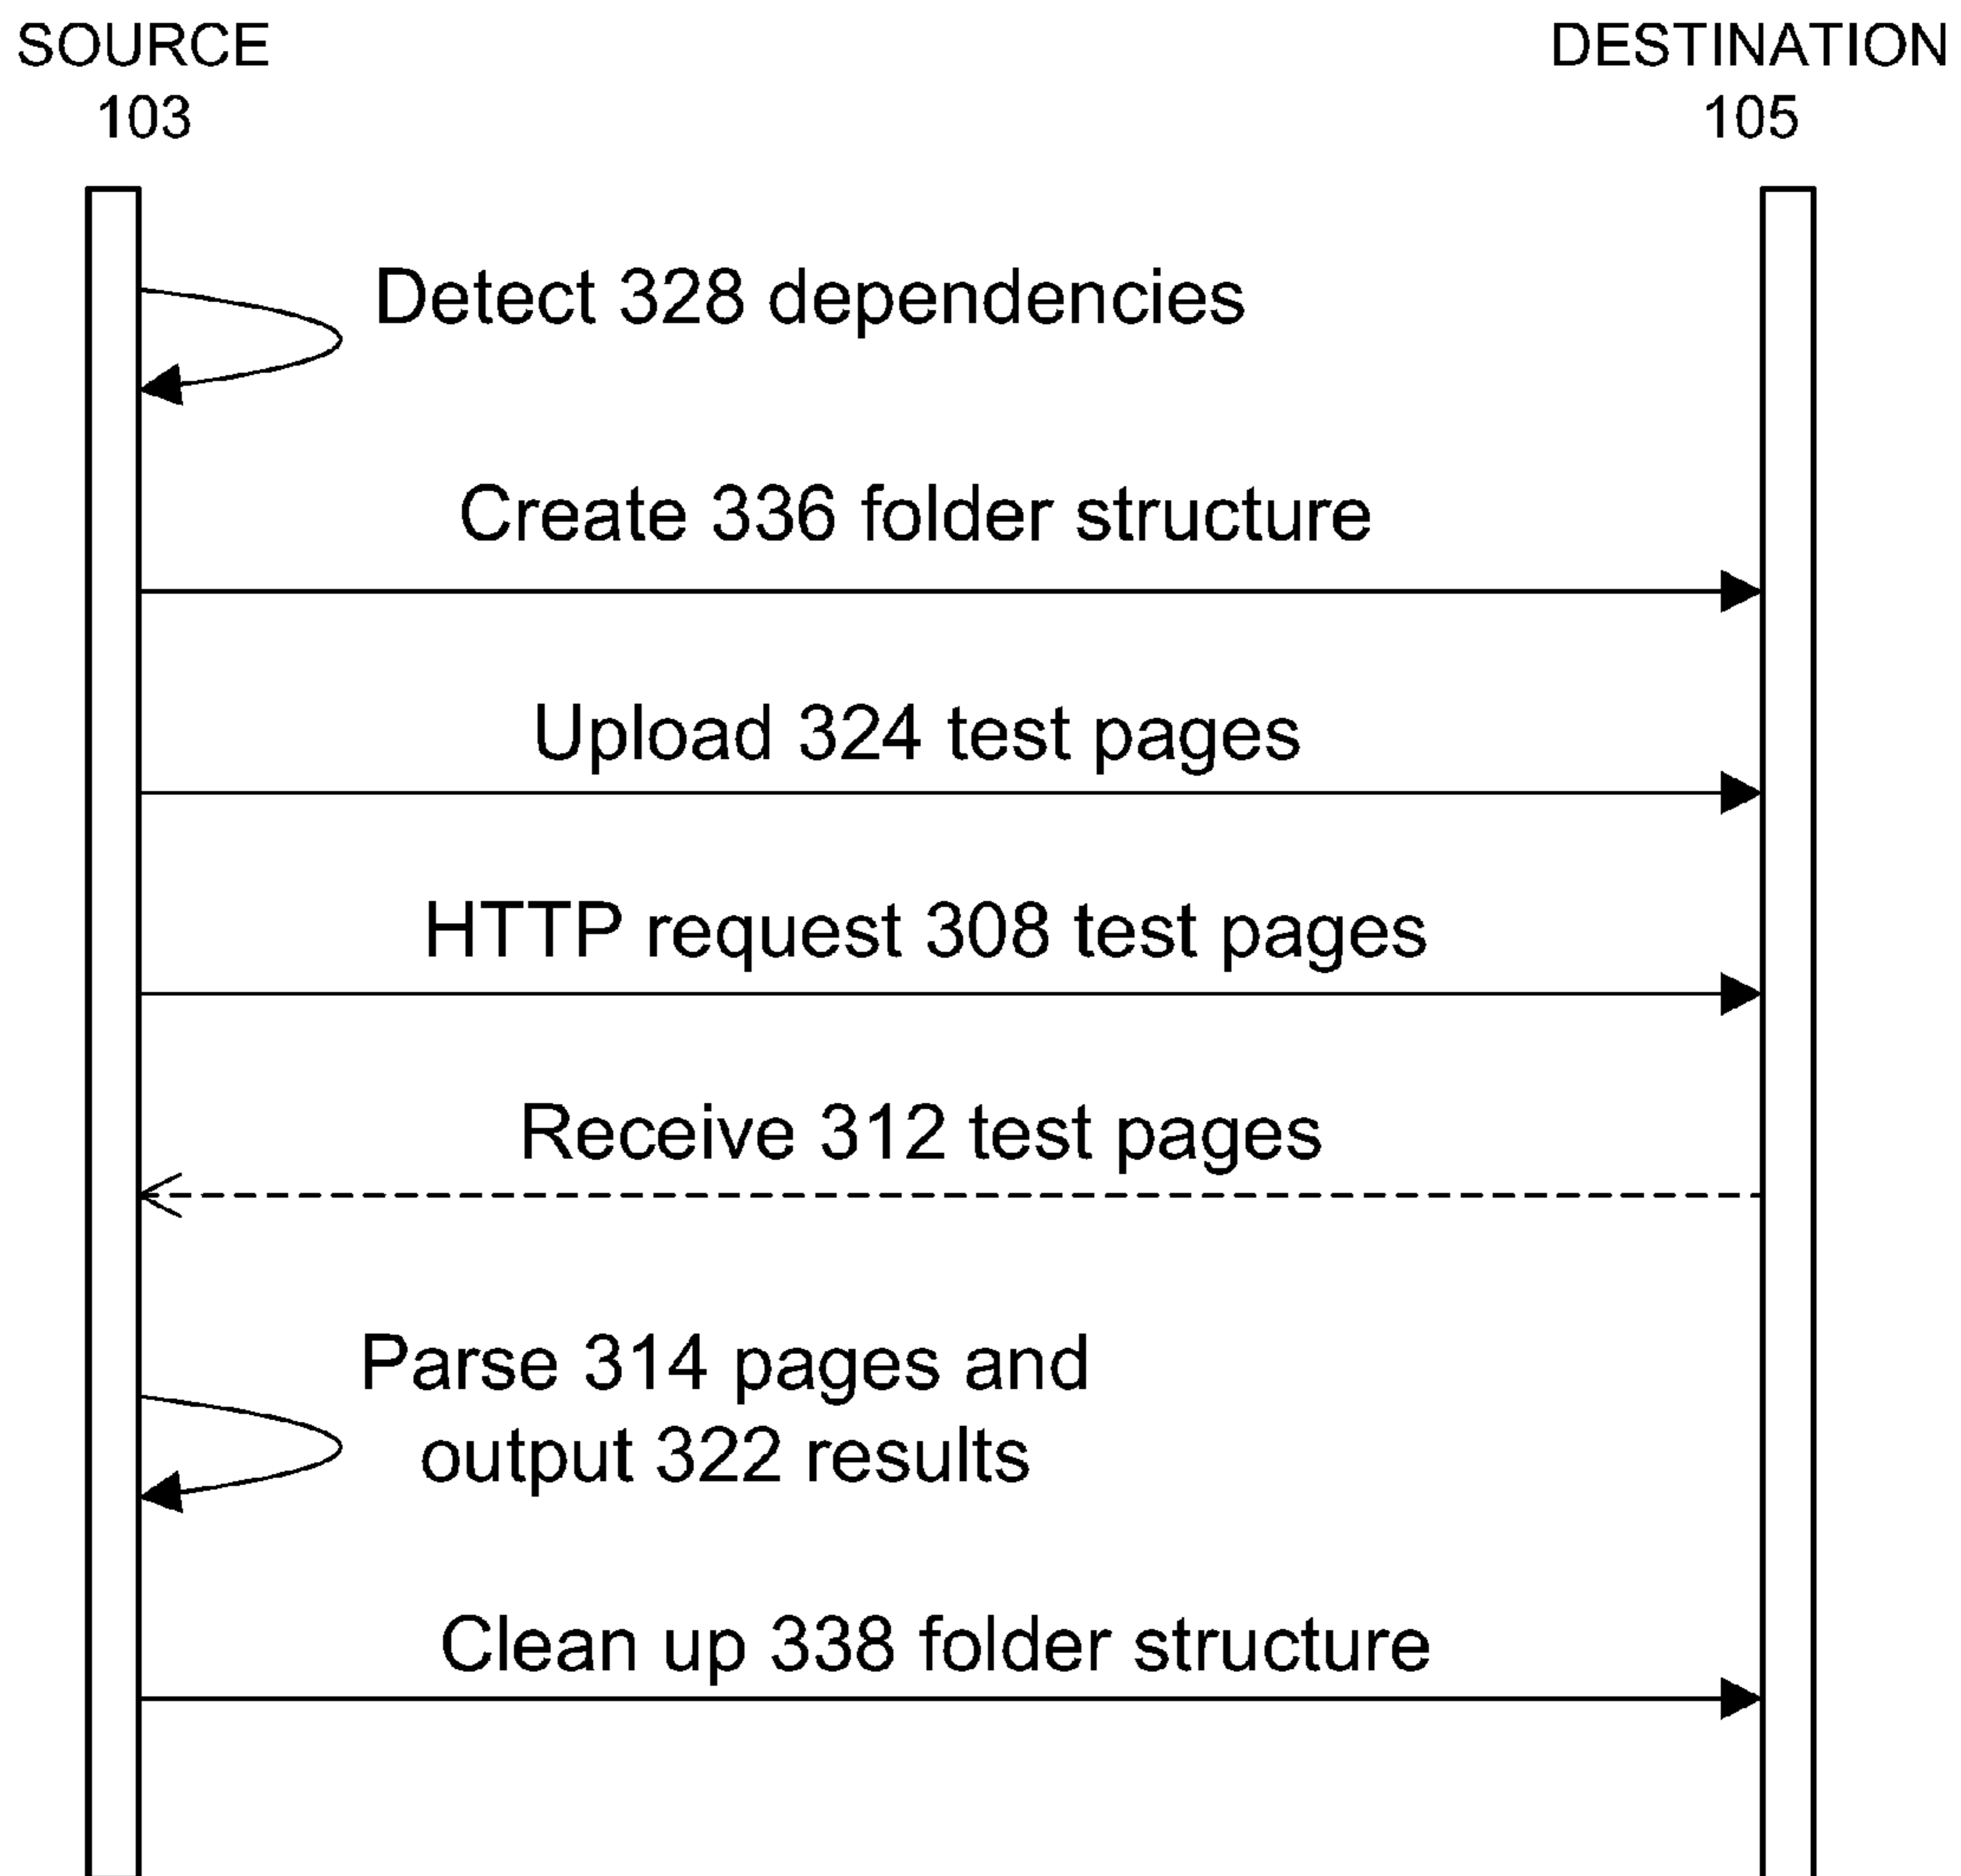 SOURCE
103
DESTINATION
105
Detect 328 dependencies
Create 336 folder structure
Upload 324 test pages
HTTP request 308 test pages
Receive 312 test pages
Parse 314 pages and
output 322 results
Clean up 338 folder structure